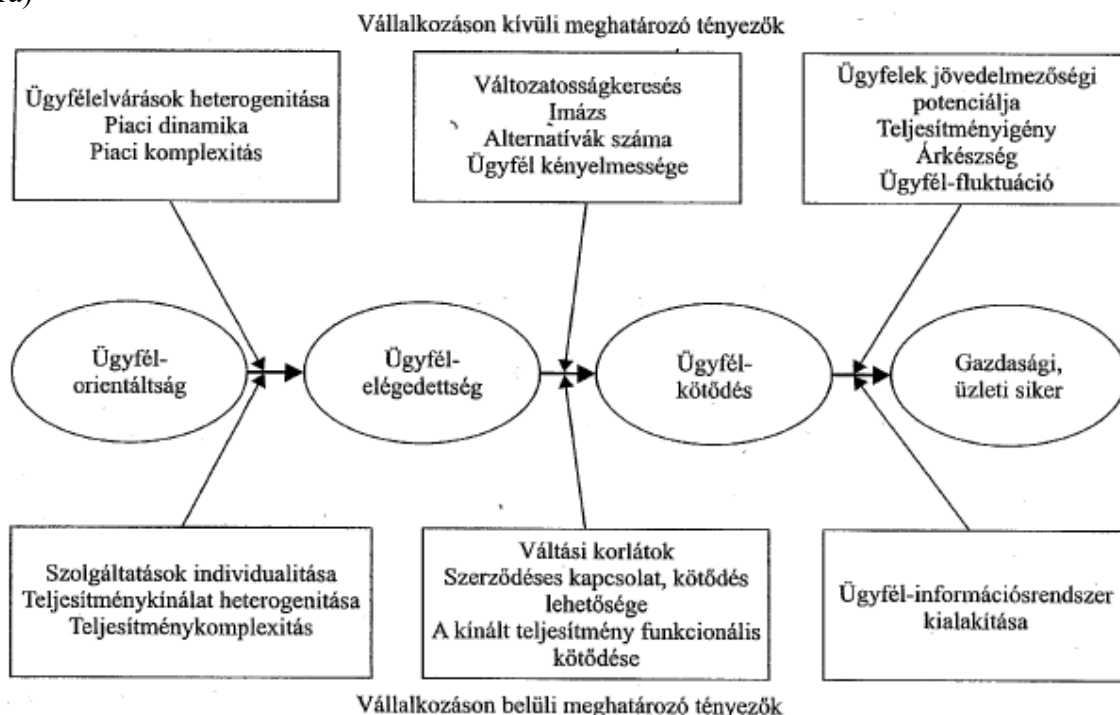 ra)
Vállalkozáson kívüli meghatározó tényezők
Ügyfélelvárások heterogenitása
Piaci dinamika
Piaci komplexitás
Változatosságkeresés
Imázs
Alternatívák száma
Ügyfél kényelmessége
Ügyfelek jövedelmezőségi
potenciálja
Teljesítményigény
Árkészség
Ügyfél-fluktuáció
Ügyfél-
orientáltság
Ügyfél-
elégedettség
Ügyfél-
kötődés
Gazdasági,
üzleti siker
Szolgáltatások individualitása
Teljesítménykínálat heterogenitása
Teljesítménykomplexitás
Váltási korlátok
Szerződéses kapcsolat, kötődés
lehetősége
A kínált teljesítmény funkcionális
kötődése
Ügyfél-információsrendszer
kialakítása
Vállalkozáson belüli meghatározó tényezők